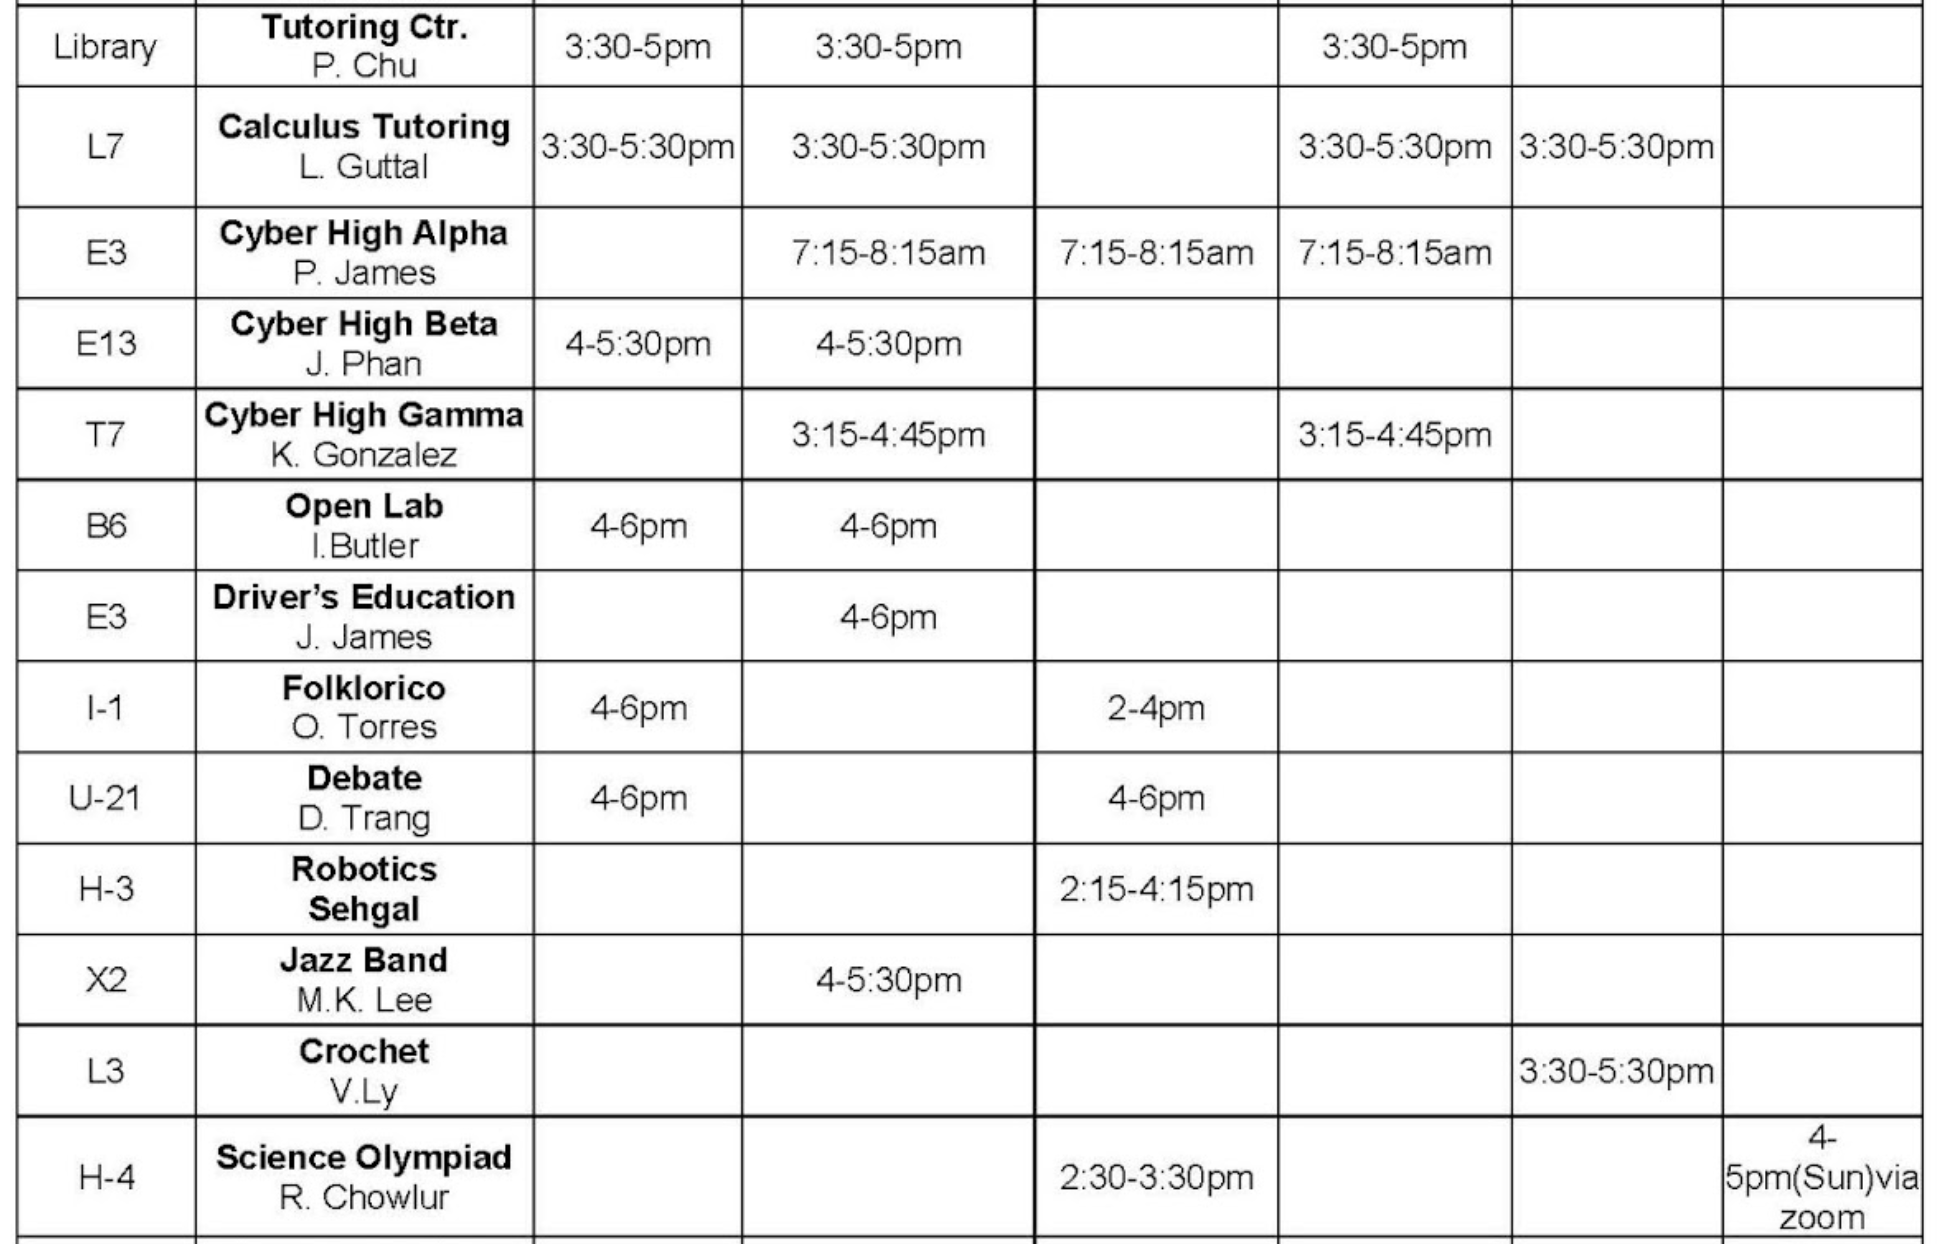 Library
Tutoring Ctr.
P. Chu
3:30-5pm
3:30-5pm
3:30-5pm
L7
Calculus Tutoring
L. Guttal
3:30-5:30pm
3:30-5:30pm
3:30-5:30pm
3:30-5:30pm
E3
Cyber High Alpha
P. James
7:15-8:15am
7:15-8:15am
7:15-8:15am
E13
Cyber High Beta
J. Phan
4-5:30pm
4-5:30pm
T7
Cyber High Gamma
K. Gonzalez
3:15-4:45pm
3:15-4:45pm
B6
Open Lab
I.Butler
4-6pm
4-6pm
E3
Driver’s Education
J. James
4-6pm
I-1
Folklorico
O. Torres
4-6pm
2-4pm
U-21
Debate
D. Trang
4-6pm
4-6pm
H-3
Robotics
Sehgal
2:15-4:15pm
X2
Jazz Band
M.K. Lee
4-5:30pm
L3
Crochet
V.Ly
3:30-5:30pm
H-4
Science Olympiad
R. Chowlur
2:30-3:30pm
4-
5pm(Sun)via
zoom